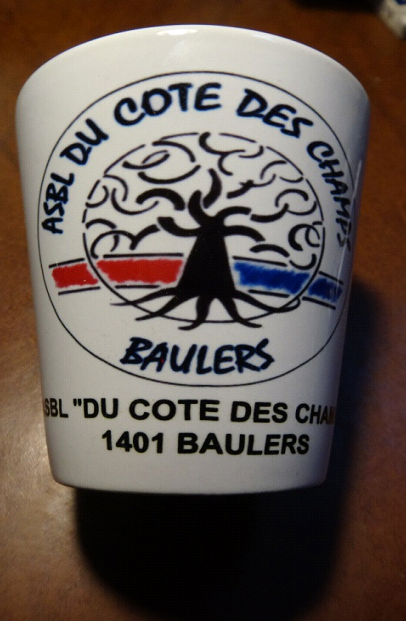 ASBL DU COTE DES CHAMPS
BAULERS
SBL "DU COTE DES CHAM
1401 BAULERS